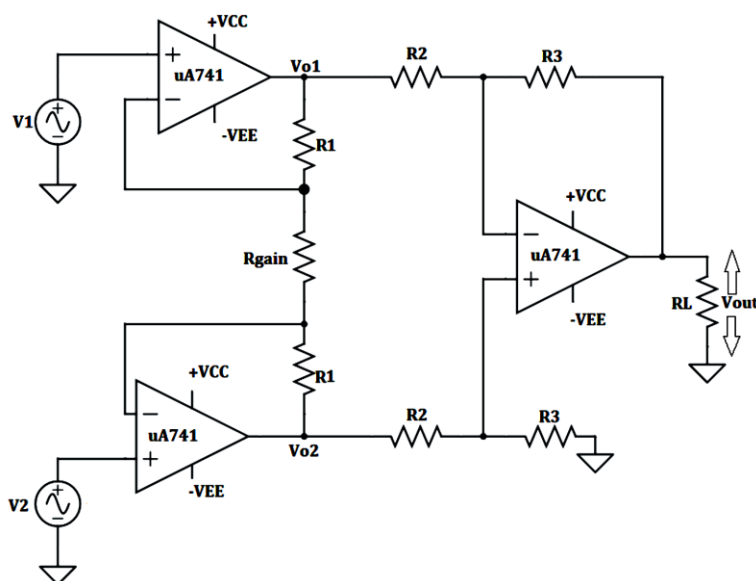 +VCC
+
uA741
Vo1
R2
R3
−
-VEE
V1
+
−
R1
+VCC
Rgain
−
uA741
+
RL
Vout
-VEE
+VCC
R1
−
uA741
R2
R3
+
Vo2
V2
+
−
-VEE